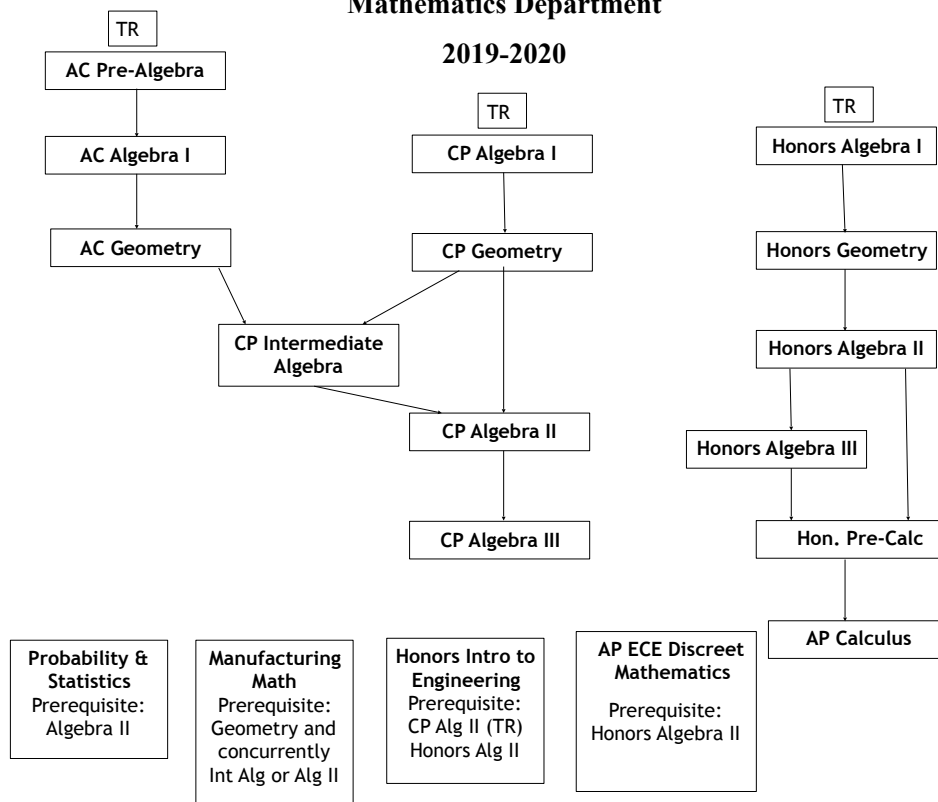 Mathematics Department
2019-2020
TR
AC Pre-Algebra
AC Algebra I
AC Geometry
TR
CP Algebra I
CP Geometry
CP Intermediate
Algebra
CP Algebra II
CP Algebra III
TR
Honors Algebra I
Honors Geometry
Honors Algebra II
Honors Algebra III
Hon. Pre-Calc
AP Calculus
Probability &
Statistics
Prerequisite:
Algebra II
Manufacturing
Math
Prerequisite:
Geometry and
concurrently
Int Alg or Alg II
Honors Intro to
Engineering
Prerequisite:
CP Alg II (TR)
Honors Alg II
AP ECE Discreet
Mathematics
Prerequisite:
Honors Algebra II